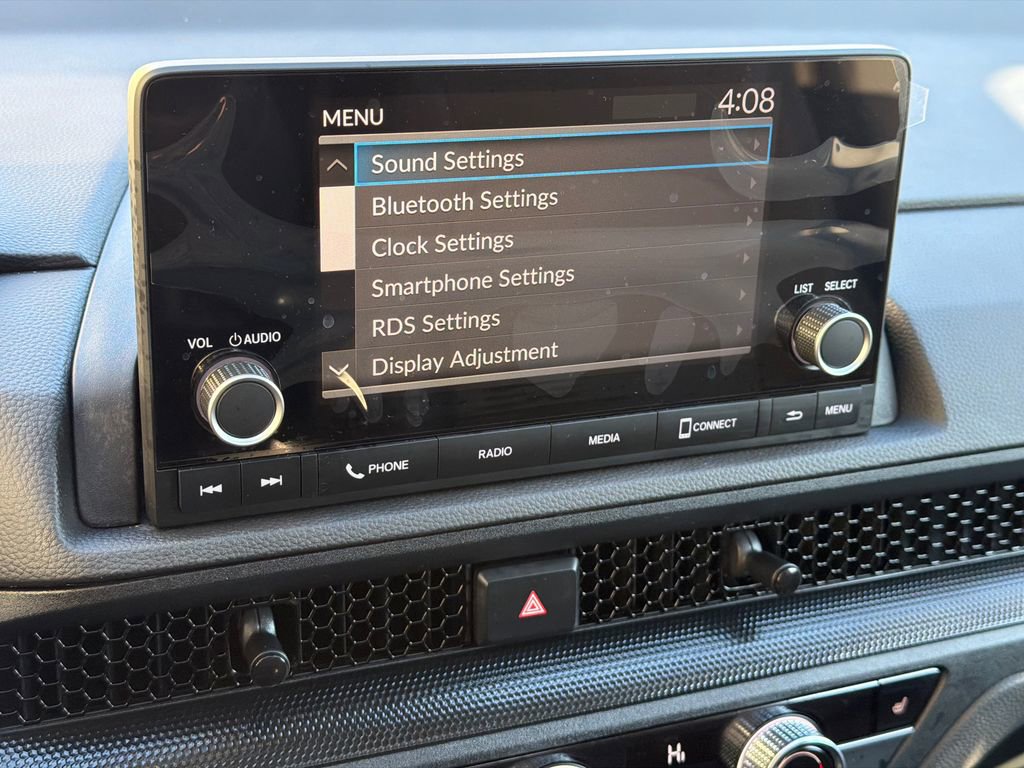 MENU 4:08
Sound Settings
Bluetooth Settings
Clock Settings
Smartphone Settings
RDS Settings
Display Adjustment
LIST SELECT
VOL AUDIO
PHONE RADIO MEDIA CONNECT MENU
Hi